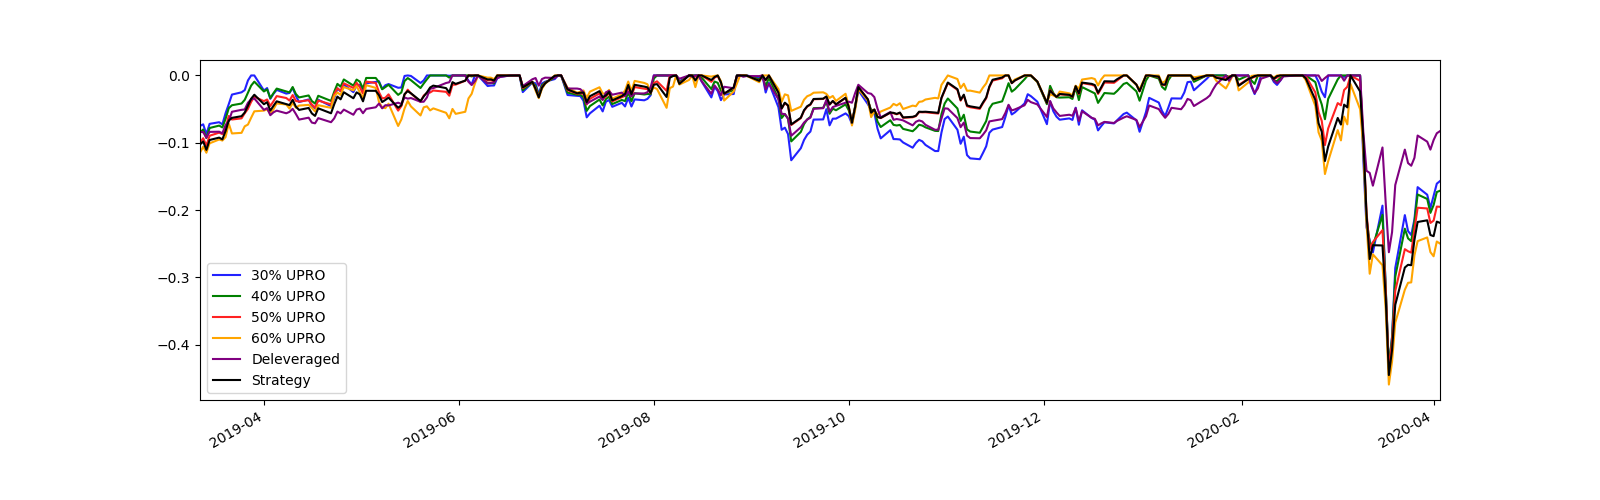 0.0
−0.1
−0.2
−0.3
−0.4
30% UPRO
40% UPRO
50% UPRO
60% UPRO
Deleveraged
Strategy
2019-04
2019-06
2019-08
2019-10
2019-12
2020-02
2020-04